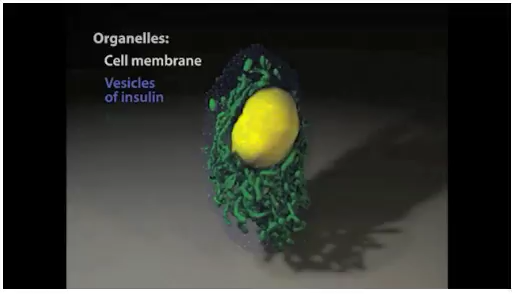 Organelles:
Cell membrane
Vesicles
of insulin